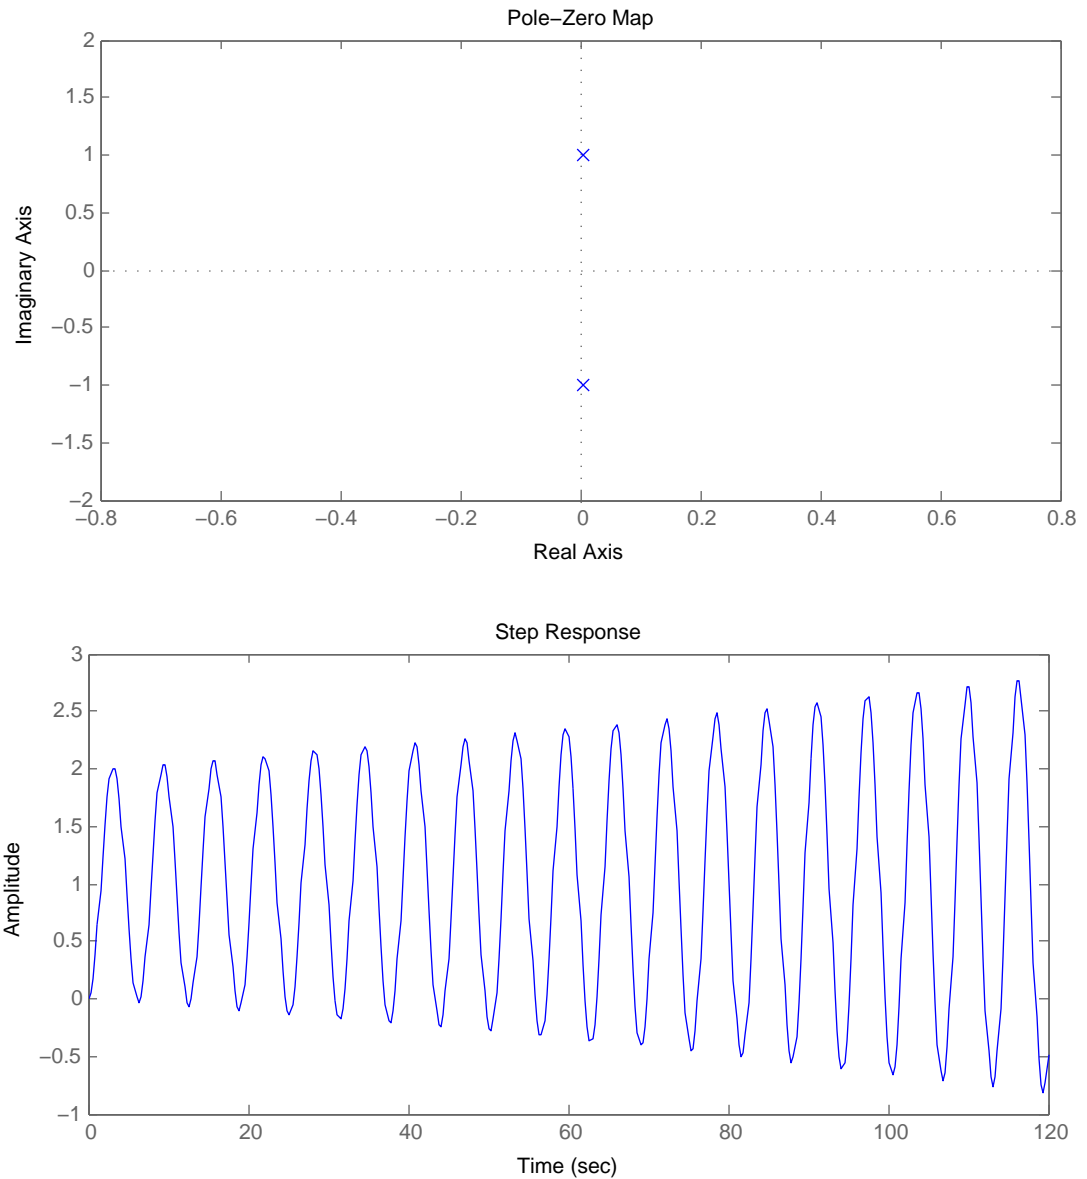 Pole−Zero Map
2
1.5
1
0.5
0
−0.5
−1
−1.5
−2
Imaginary Axis
−0.8 −0.6 −0.4 −0.2 0 0.2 0.4 0.6 0.8
Real Axis
Step Response
3
2.5
2
1.5
1
0.5
0
−0.5
−1
Amplitude
0 20 40 60 80 100 120
Time (sec)